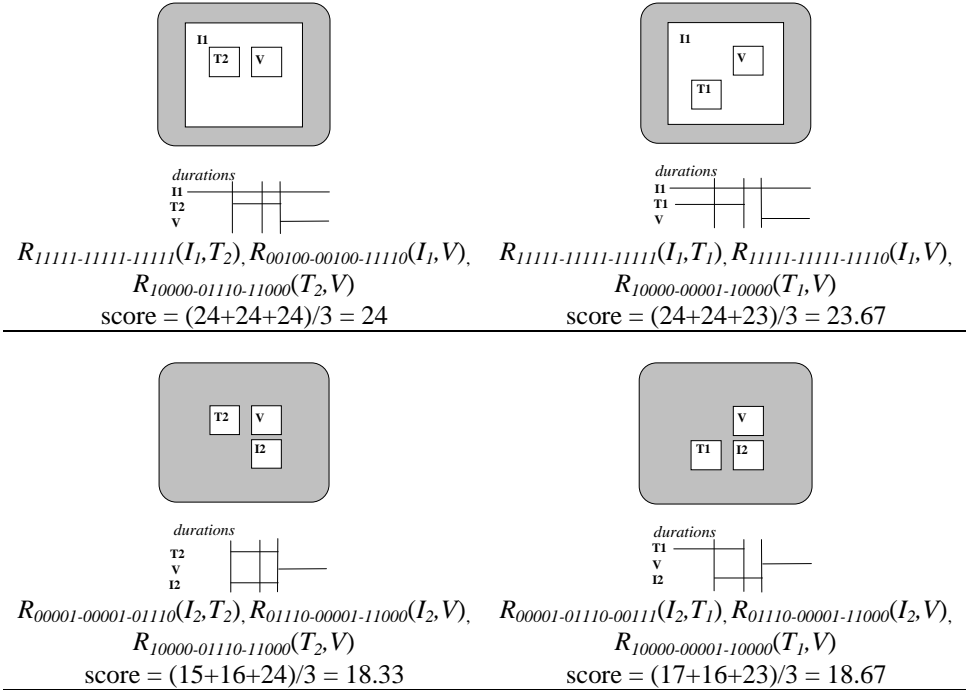 I1
T2 V
durations
I1
T2
V
R11111-11111-11111(I1,T2), R00100-00100-11110(I1,V),
R10000-01110-11000(T2,V)
score = (24+24+24)/3 = 24
I1
V
T1
durations
I1
T1
V
R11111-11111-11111(I1,T1), R11111-11111-11110(I1,V),
R10000-00001-10000(T1,V)
score = (24+24+23)/3 = 23.67
T2 V
I2
durations
T2
V
I2
R00001-00001-01110(I2,T2), R01110-00001-11000(I2,V),
R10000-01110-11000(T2,V)
score = (15+16+24)/3 = 18.33
V
T1 I2
durations
T1
V
I2
R00001-01110-00111(I2,T1), R01110-00001-11000(I2,V),
R10000-00001-10000(T1,V)
score = (17+16+23)/3 = 18.67